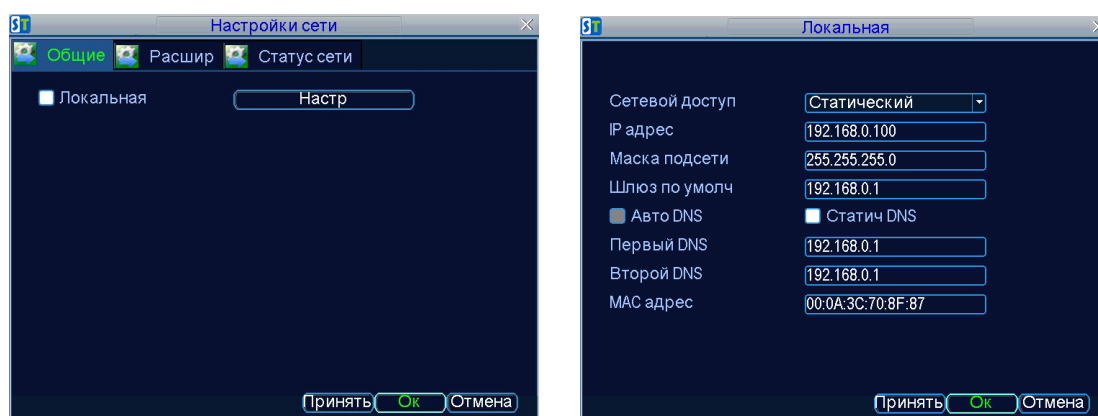 ST Настройки сети
Общие Расшир Статус сети
Локальная Настр
Принять Ок Отмена
ST Локальная
Сетевой доступ Статический
IP адрес 192.168.0.100
Маска подсети 255.255.255.0
Шлюз по умолч 192.168.0.1
Авто DNS Статич DNS
Первый DNS 192.168.0.1
Второй DNS 192.168.0.1
MAC адрес 00:0A:3C:70:8F:87
Принять Ок Отмена